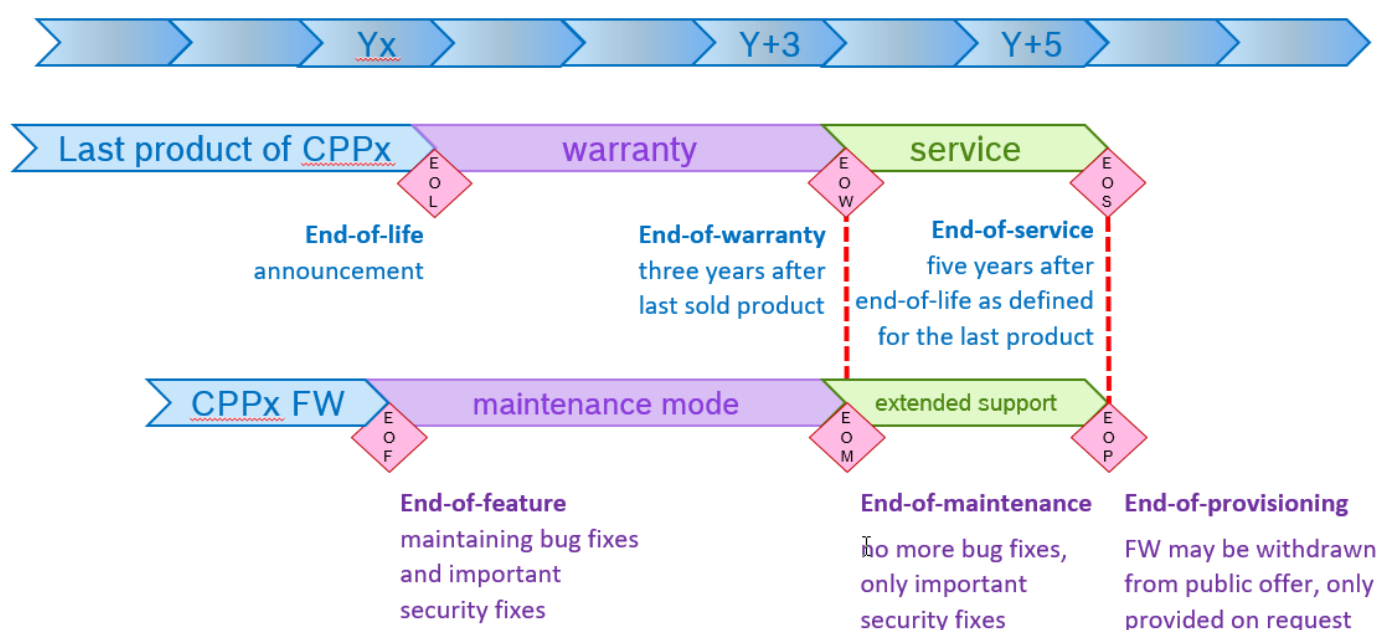 Yx
Y+3
Y+5
Last product of CPPx
warranty
service
E
O
L
E
O
W
E
O
S
End-of-life
announcement
End-of-warranty
three years after
last sold product
End-of-service
five years after
end-of-life as defined
for the last product
CPPx FW
maintenance mode
extended support
E
O
F
E
O
M
E
O
P
End-of-feature
maintaining bug fixes
and important
security fixes
End-of-maintenance
no more bug fixes,
only important
security fixes
End-of-provisioning
FW may be withdrawn
from public offer, only
provided on request